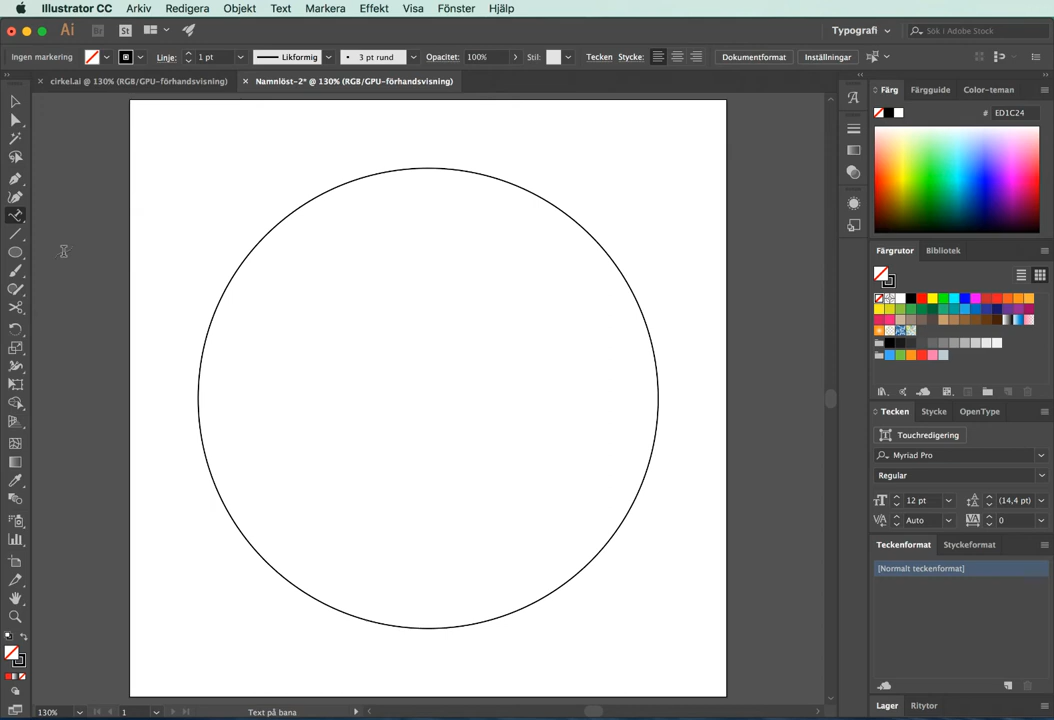 Illustrator CC Arkiv Redigera Objekt Text Markera Effekt Visa Fönster Hjälp
Ai Br St Typografi Sök i Adobe Stock
Ingen markering Linje: 1 pt Likformig 3 pt rund Opacitet: 100% Stil: Tecken Stycke: Dokumentformat Inställningar
cirkel.ai @ 130% (RGB/GPU-förhandsvisning) Namnlöst-2* @ 130% (RGB/GPU-förhandsvisning)
Färg Färgguide Color-teman
# ED1C24
Färgrutor Bibliotek
Tecken Stycke OpenType
Touchredigering
Myriad Pro
Regular
12 pt (14,4 pt)
Auto 0
Teckenformat Styckeformat
[Normalt teckenformat]
Lager Ritytor
130% 1 Text på bana